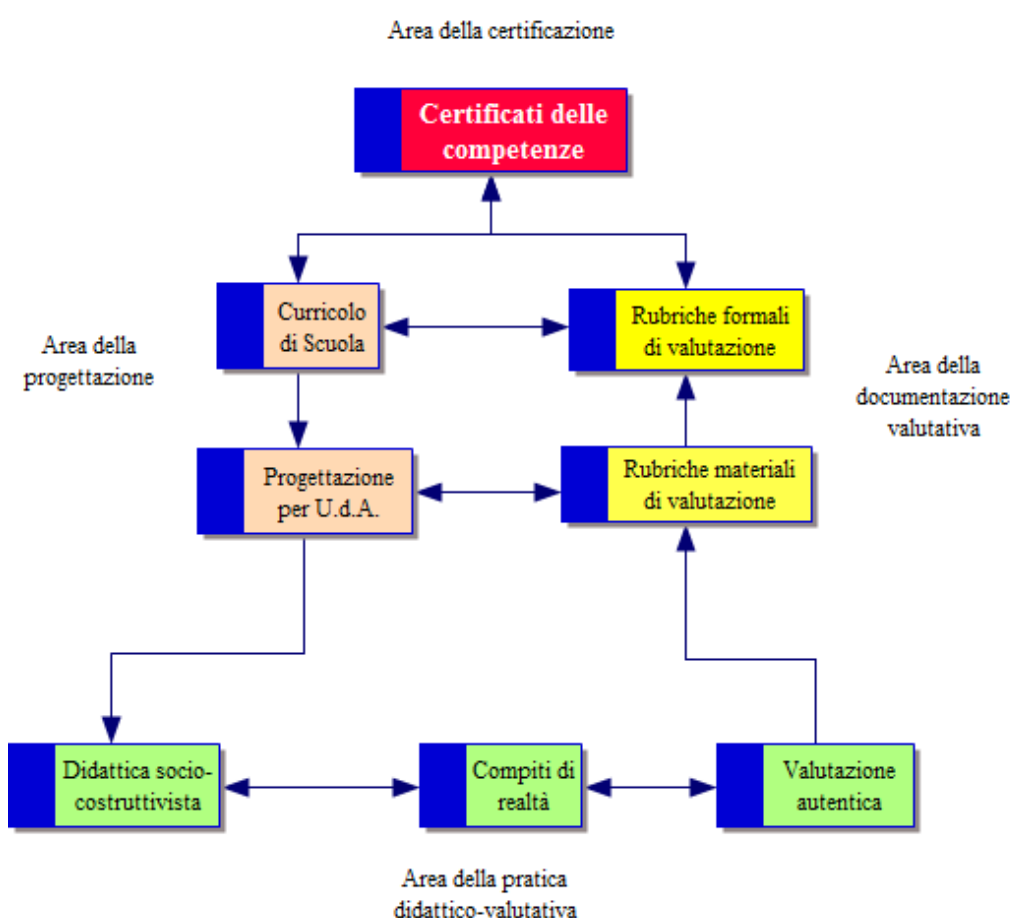 Area della certificazione
Certificati delle
competenze
Curricolo
di Scuola
Rubriche formali
di valutazione
Area della
progettazione
Area della
documentazione
valutativa
Progettazione
per U.d.A.
Rubriche materiali
di valutazione
Didattica socio-
costruttivista
Compiti di
realtà
Valutazione
autentica
Area della pratica
didattico-valutativa